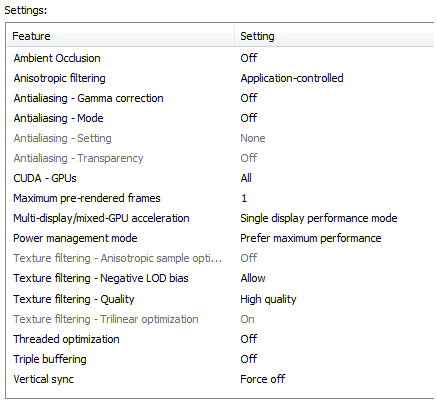 Settings:
Feature Setting
Ambient Occlusion Off
Anisotropic filtering Application-controlled
Antialiasing - Gamma correction Off
Antialiasing - Mode Off
Antialiasing - Setting None
Antialiasing - Transparency Off
CUDA - GPUs All
Maximum pre-rendered frames 1
Multi-display/mixed-GPU acceleration Single display performance mode
Power management mode Prefer maximum performance
Texture filtering - Anisotropic sample opti... Off
Texture filtering - Negative LOD bias Allow
Texture filtering - Quality High quality
Texture filtering - Trilinear optimization On
Threaded optimization Off
Triple buffering Off
Vertical sync Force off